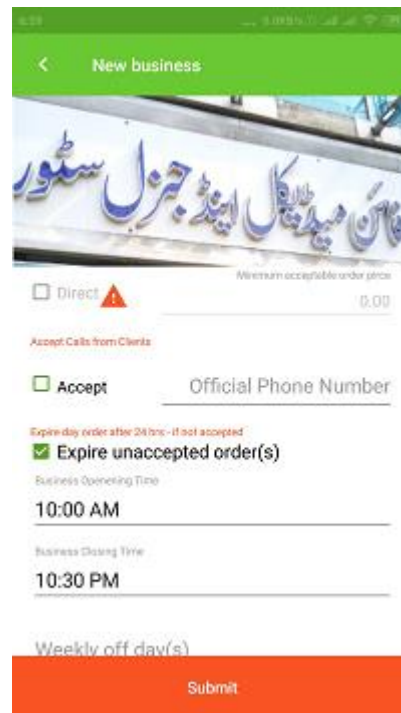 6:59
New business
میڈیکل اینڈ جنرل سٹور
Minimum acceptable order price
Direct
0.00
Accept Calls from Clients
Accept
Official Phone Number
Expire day order after 24 hrs - if not accepted
Expire unaccepted order(s)
Business Openening Time
10:00 AM
Business Closing Time
10:30 PM
Weekly off day(s)
Submit